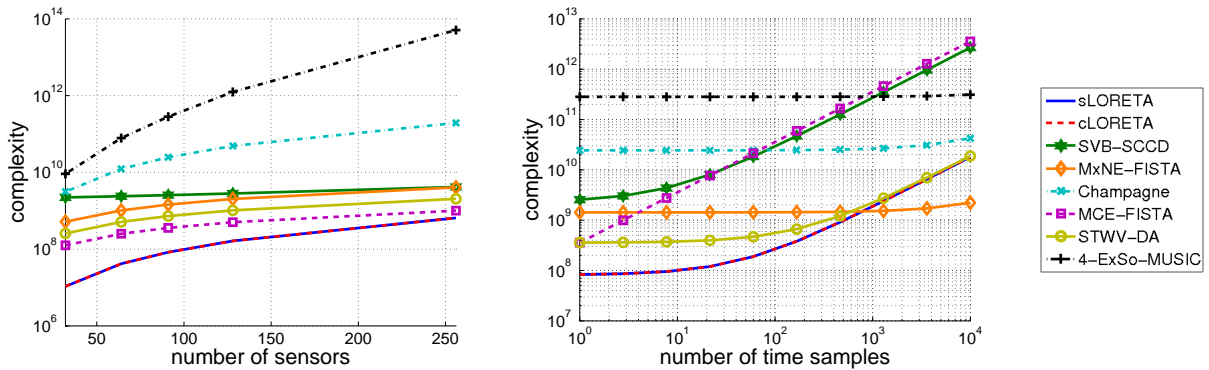 10^14
10^12
10^10
10^8
10^6
complexity
50
100
150
200
250
number of sensors
10^13
10^12
10^11
10^10
10^9
10^8
10^7
complexity
10^0
10^1
10^2
10^3
10^4
number of time samples
sLORETA
cLORETA
SVB-SCCD
MxNE-FISTA
Champagne
MCE-FISTA
STWV-DA
4-ExSo-MUSIC